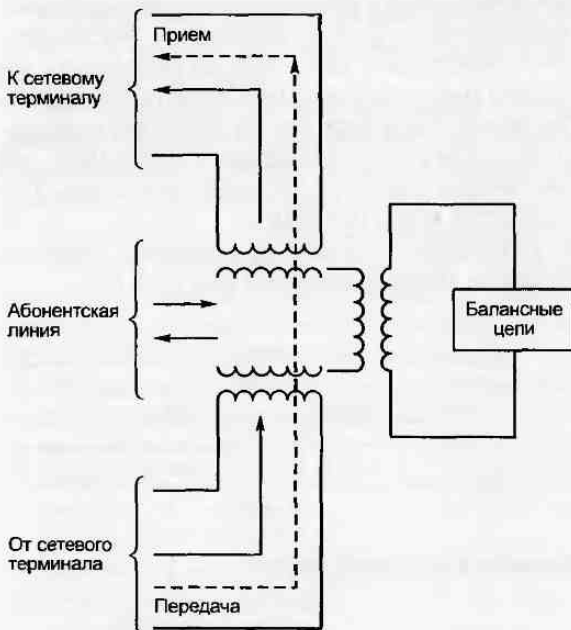 Прием
К сетевому
терминалу
Абонентская
линия
Балансные
цепи
От сетевого
терминала
Передача